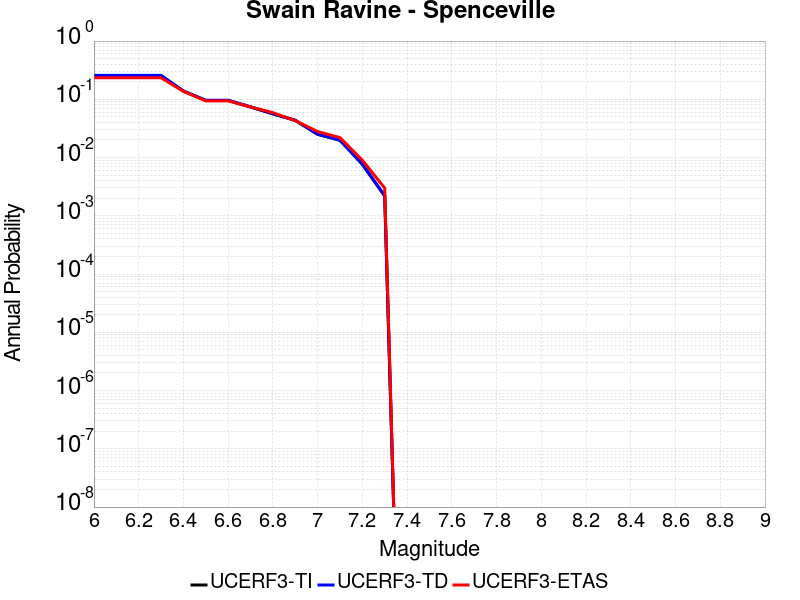 Swain Ravine - Spenceville
10^0
10^-1
10^-2
10^-3
10^-4
10^-5
10^-6
10^-7
10^-8
Annual Probability
6 6.2 6.4 6.6 6.8 7 7.2 7.4 7.6 7.8 8 8.2 8.4 8.6 8.8 9
Magnitude
UCERF3-TI UCERF3-TD UCERF3-ETAS